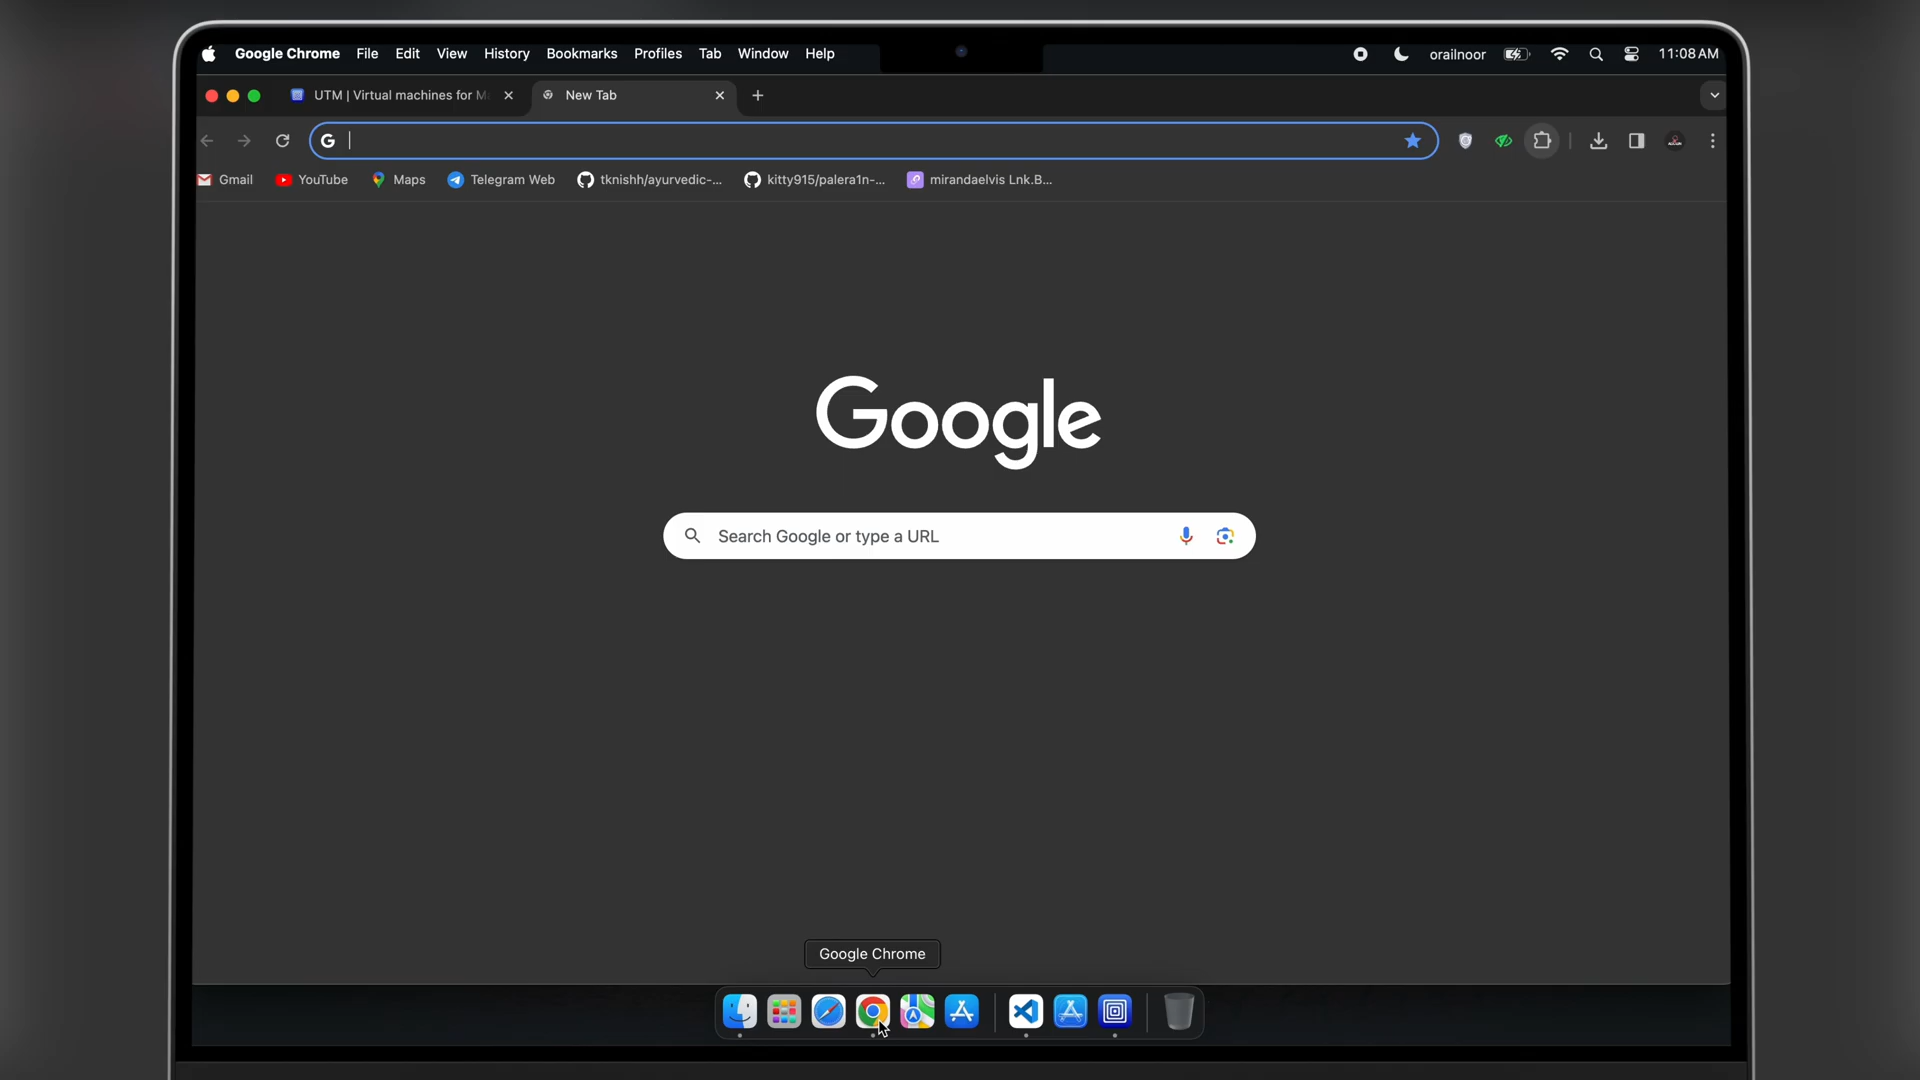 Google Chrome File Edit View History Bookmarks Profiles Tab Window Help orailnoor 11:08 AM
UTM | Virtual machines for M New Tab
G
Gmail YouTube Maps Telegram Web tknishh/ayurvedic-... kitty915/palera1n-... mirandaelvis Lnk.B...
Google
Search Google or type a URL
Google Chrome